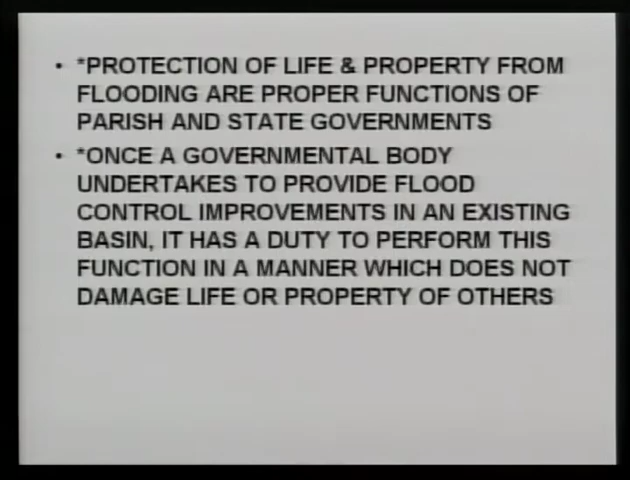 • *PROTECTION OF LIFE & PROPERTY FROM
FLOODING ARE PROPER FUNCTIONS OF
PARISH AND STATE GOVERNMENTS
• *ONCE A GOVERNMENTAL BODY
UNDERTAKES TO PROVIDE FLOOD
CONTROL IMPROVEMENTS IN AN EXISTING
BASIN, IT HAS A DUTY TO PERFORM THIS
FUNCTION IN A MANNER WHICH DOES NOT
DAMAGE LIFE OR PROPERTY OF OTHERS